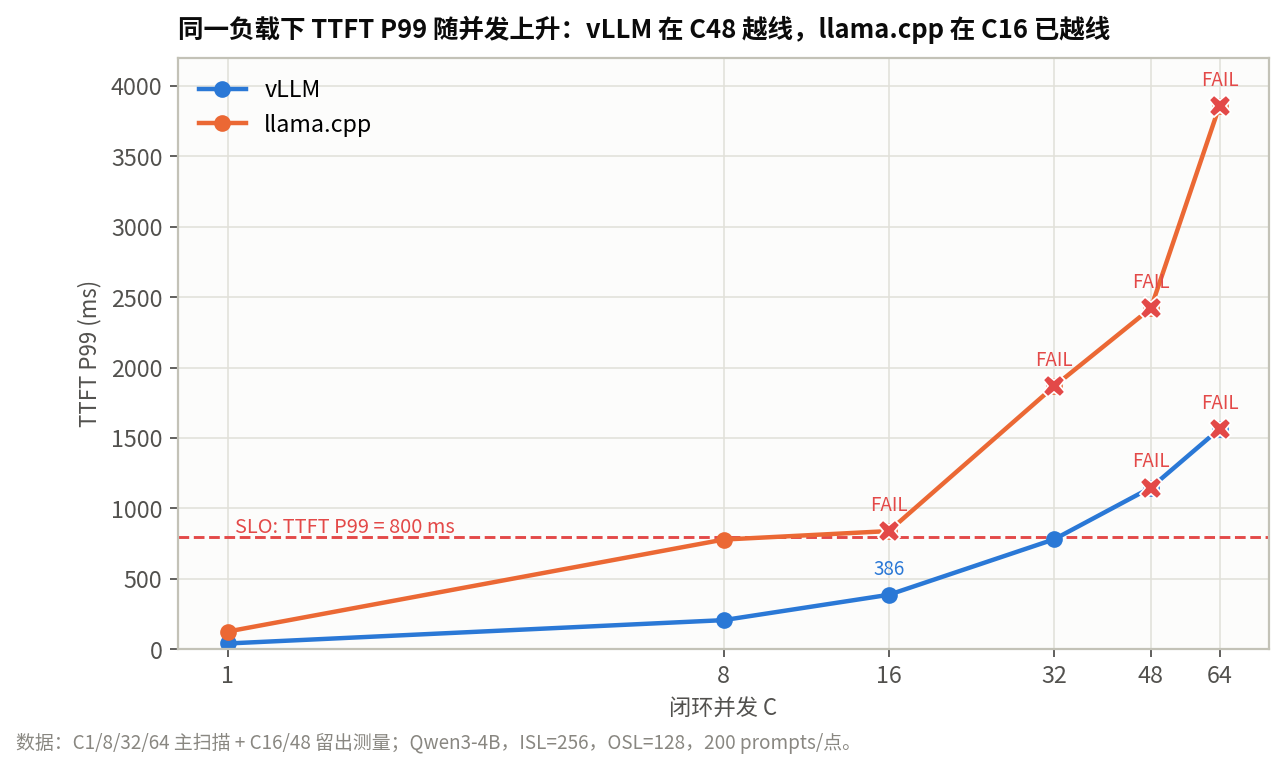 同一负载下 TTFT P99 随并发上升：vLLM 在 C48 越线，llama.cpp 在 C16 已越线
vLLM
llama.cpp
TTFT P99 (ms)
4000
3500
3000
2500
2000
1500
1000
500
0
FAIL
FAIL
FAIL
FAIL
FAIL
FAIL
SLO: TTFT P99 = 800 ms
386
1
8
16
32
48
64
闭环并发 C
数据：C1/8/32/64 主扫描 + C16/48 留出测量；Qwen3-4B，ISL=256，OSL=128，200 prompts/点。